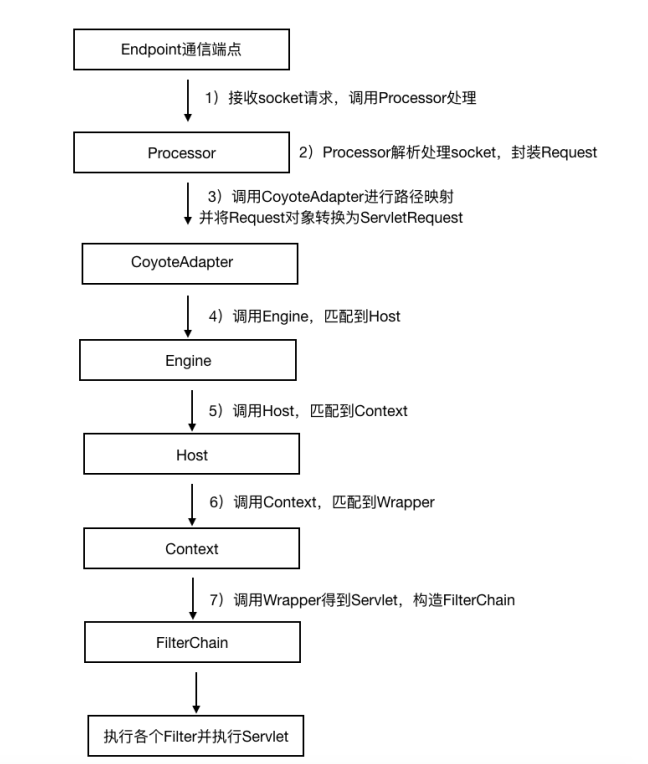 Endpoint通信端点
1）接收socket请求，调用Processor处理
Processor
2）Processor解析处理socket，封装Request
3）调用CoyoteAdapter进行路径映射
并将Request对象转换为ServletRequest
CoyoteAdapter
4）调用Engine，匹配到Host
Engine
5）调用Host，匹配到Context
Host
6）调用Context，匹配到Wrapper
Context
7）调用Wrapper得到Servlet，构造FilterChain
FilterChain
执行各个Filter并执行Servlet